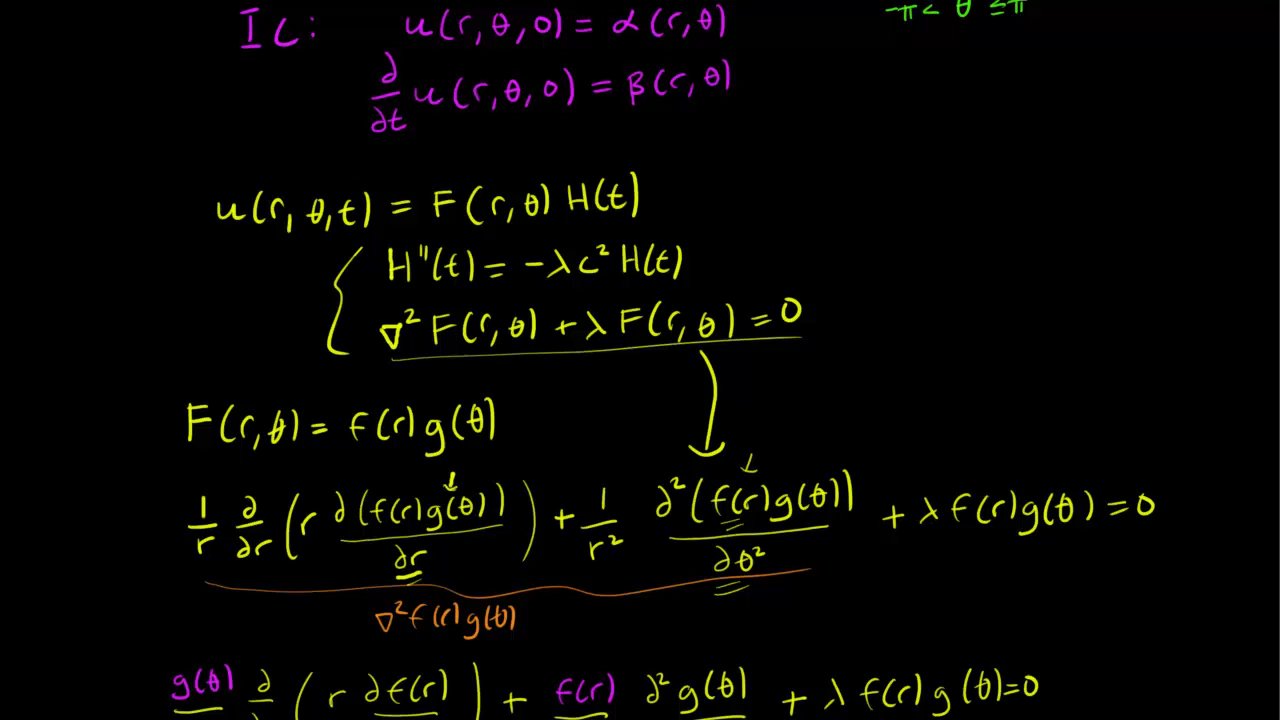 IC: u(r,θ,0) = α(r,θ)
-π < θ ≤ π
∂/∂t u(r,θ,0) = β(r,θ)
u(r,θ,t) = F(r,θ) H(t)
H''(t) = -λc² H(t)
∇² F(r,θ) + λ F(r,θ) = 0
F(r,θ) = f(r) g(θ)
1/r ∂/∂r (r ∂(f(r)g(θ))/∂r) + 1/r² ∂²(f(r)g(θ))/∂θ² + λ f(r)g(θ) = 0
∇² f(r)g(θ)
g(θ) ∂ (r ∂f(r)) + f(r) ∂² g(θ) + λ f(r) g(θ) = 0